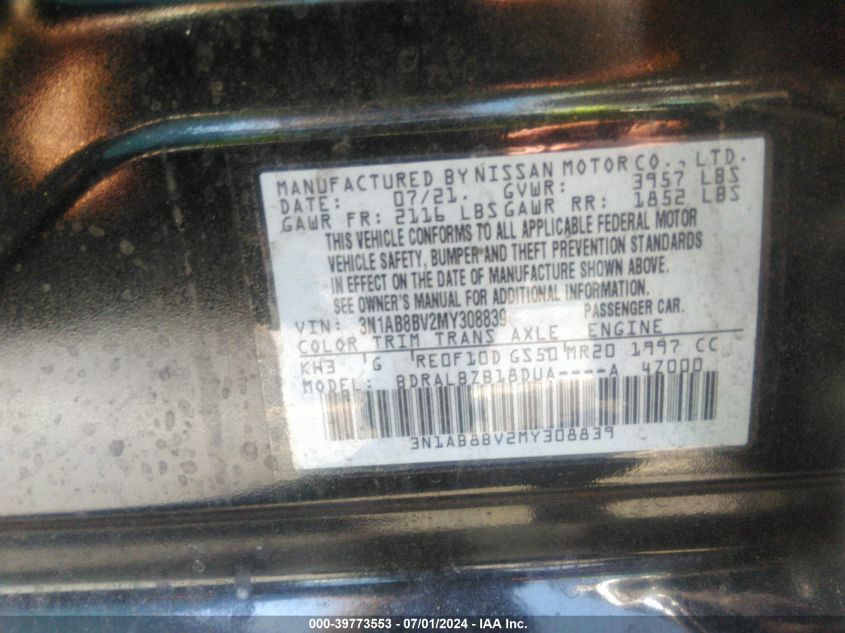 MANUFACTURED BY NISSAN MOTOR CO., LTD.
DATE: 07/21. GVWR: 3957 LBS
GAWR FR: 2116 LBS GAWR RR: 1852 LBS
THIS VEHICLE CONFORMS TO ALL APPLICABLE FEDERAL MOTOR
VEHICLE SAFETY, BUMPER AND THEFT PREVENTION STANDARDS
IN EFFECT ON THE DATE OF MANUFACTURE SHOWN ABOVE.
SEE OWNER'S MANUAL FOR ADDITIONAL INFORMATION.
VIN: 3N1AB8BV2MY308839 PASSENGER CAR.
COLOR TRIM TRANS AXLE ENGINE
KH3 G RE0F10D GS50 MR20 1997 CC
MODEL: BDRALBZB18DUA----A 47000
3N1AB8BV2MY308839
000-39773553 / 07/01/2024 / IAA Inc.